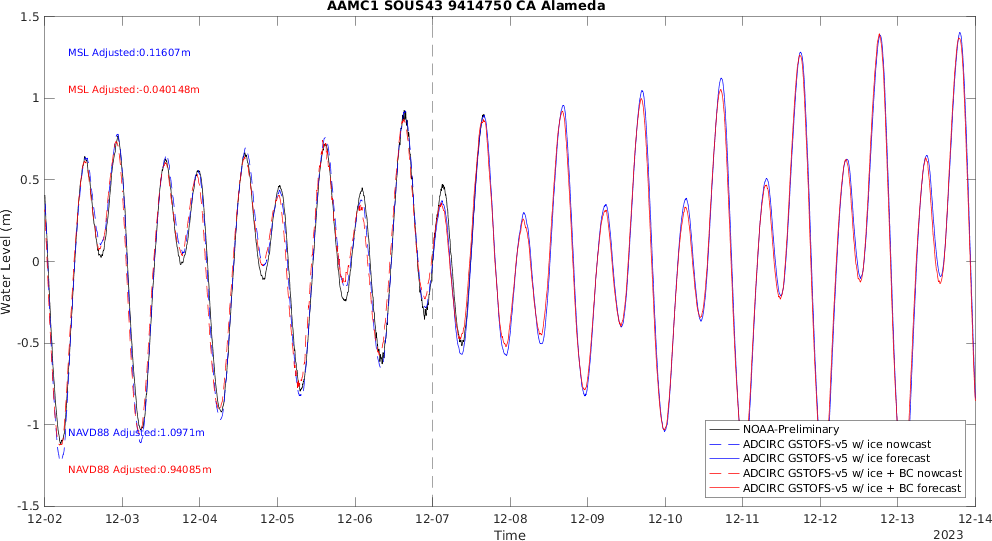 AAMC1 SOUS43 9414750 CA Alameda
1.5
1
0.5
0
-0.5
-1
-1.5
Water Level (m)
MSL Adjusted:0.11607m
MSL Adjusted:-0.040148m
NAVD88 Adjusted:1.0971m
NAVD88 Adjusted:0.94085m
NOAA-Preliminary
ADCIRC GSTOFS-v5 w/ ice nowcast
ADCIRC GSTOFS-v5 w/ ice forecast
ADCIRC GSTOFS-v5 w/ ice + BC nowcast
ADCIRC GSTOFS-v5 w/ ice + BC forecast
12-02 12-03 12-04 12-05 12-06 12-07 12-08 12-09 12-10 12-11 12-12 12-13 12-14
Time
2023